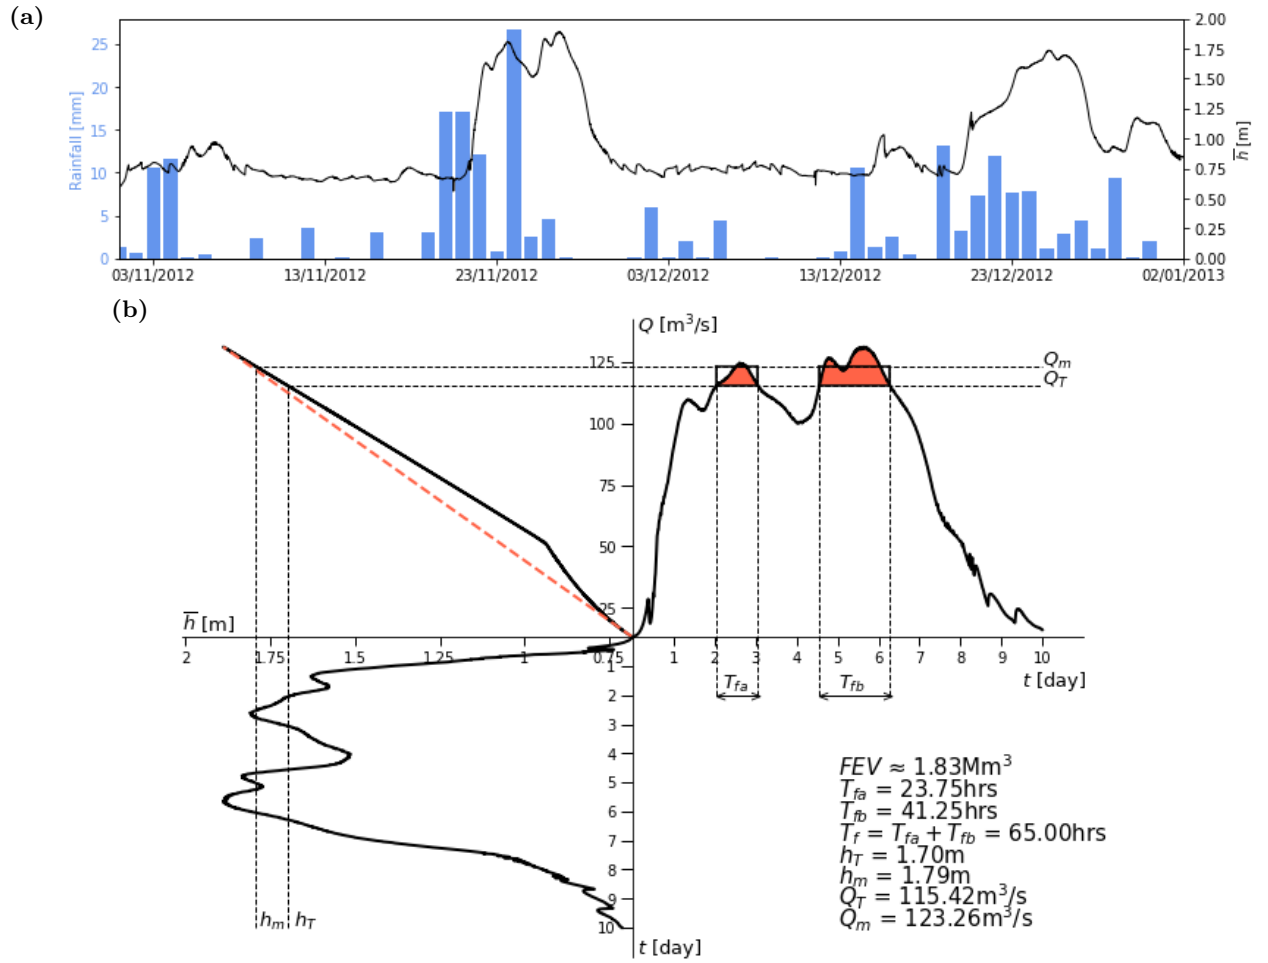 (a)
25
20
15
10
5
0
Rainfall [mm]
2.00
1.75
1.50
1.25
1.00
0.75
0.50
0.25
0.00
h̅ [m]
03/11/2012 13/11/2012 23/11/2012 03/12/2012 13/12/2012 23/12/2012 02/01/2013
(b)
Q [m³/s]
125
100
75
50
25
Q_m
Q_T
h̅ [m]
2 1.75 1.5 1.25 1 0.75
1 2 3 4 5 6 7 8 9 10
t [day]
T_fa T_fb
1
2
3
4
5
6
7
8
9
10
h_m h_T
t [day]
FEV ≈ 1.83Mm³
T_fa = 23.75hrs
T_fb = 41.25hrs
T_f = T_fa + T_fb = 65.00hrs
h_T = 1.70m
h_m = 1.79m
Q_T = 115.42m³/s
Q_m = 123.26m³/s